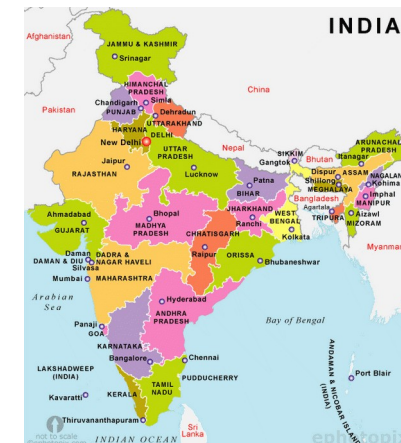 INDIA
Afghanistan
JAMMU & KASHMIR
Srinagar
HIMACHAL
PRADESH
Simla
Chandigarh
PUNJAB
Dehradun
UTTARAKHAND
China
Pakistan
HARYANA
DELHI
New Delhi
Jaipur
RAJASTHAN
UTTAR
PRADESH
Lucknow
Nepal
SIKKIM
Gangtok
Bhutan
ARUNACHAL
PRADESH
Itanagar
Dispur
ASSAM
Shillong
MEGHALAYA
NAGALAN
Kohima
Imphal
MANIPUR
Bangladesh
Agartala
TRIPURA
Aizawl
MIZORAM
Myanmar
Patna
BIHAR
JHARKHAND
Ranchi
WEST
BENGAL
Kolkata
Ahmadabad
GUJARAT
Bhopal
MADHYA
PRADESH
CHHATISGARH
Raipur
ORISSA
Bhubaneshwar
Daman
DAMAN & DIU
Silvasa
DADRA &
NAGAR HAVELI
Mumbai
MAHARASHTRA
Arabian
Sea
Hyderabad
ANDHRA
PRADESH
Bay of Bengal
Panaji
GOA
KARNATAKA
Bangalore
Chennai
PUDDUCHERRY
LAKSHADWEEP
(INDIA)
Kavaratti
KERALA
TAMIL
NADU
Thiruvananthapuram
Sri
Lanka
INDIAN OCEAN
Port Blair
ANDAMAN & NICOBAR ISLAN
(INDIA)
not to scale